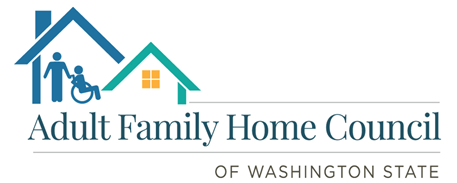 Adult Family Home Council
OF WASHINGTON STATE